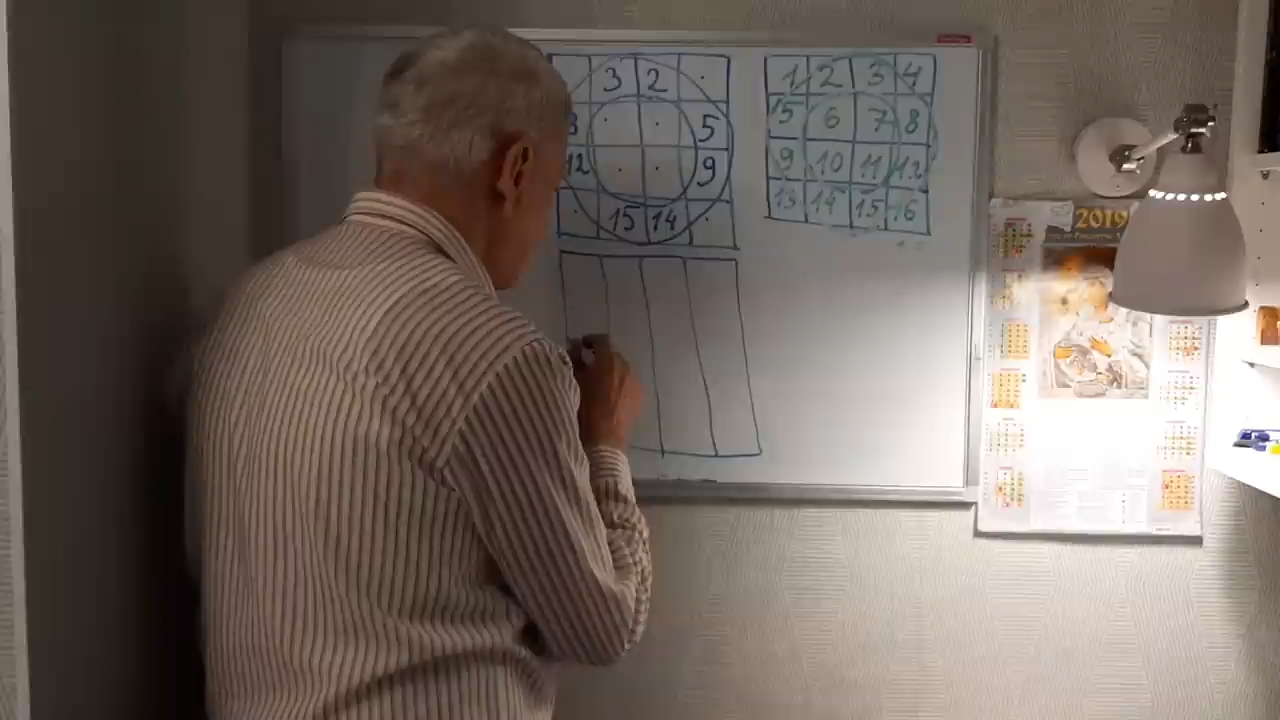 3 2 .
8 . . 5
12 . . 9
. 15 14 .
1 2 3 4
5 6 7 8
9 10 11 12
13 14 15 16
2019